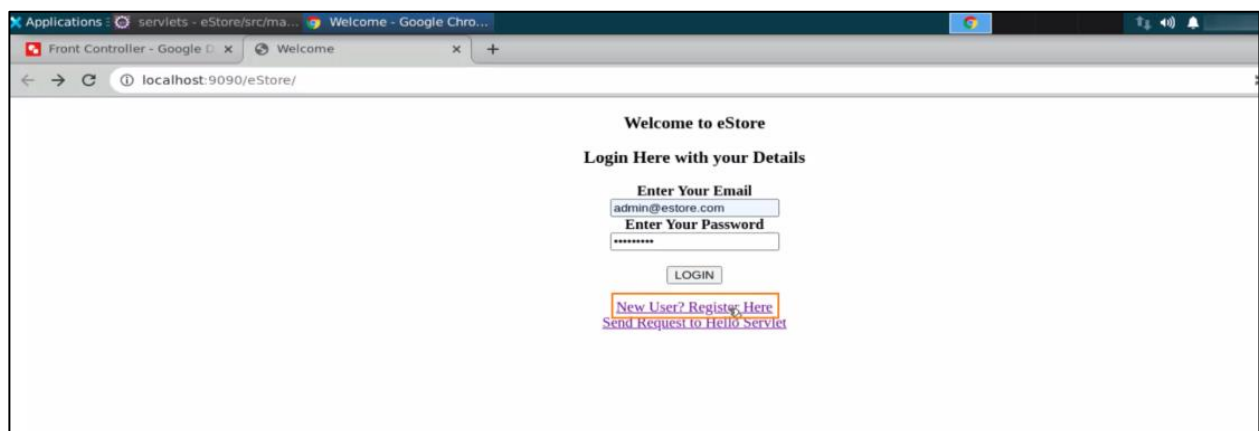 Applications : servlets - eStore/src/ma... Welcome - Google Chro...
Front Controller - Google D x Welcome x +
localhost:9090/eStore/
Welcome to eStore
Login Here with your Details
Enter Your Email
admin@estore.com
Enter Your Password
•••••••••
LOGIN
New User? Register Here
Send Request to Hello Servlet